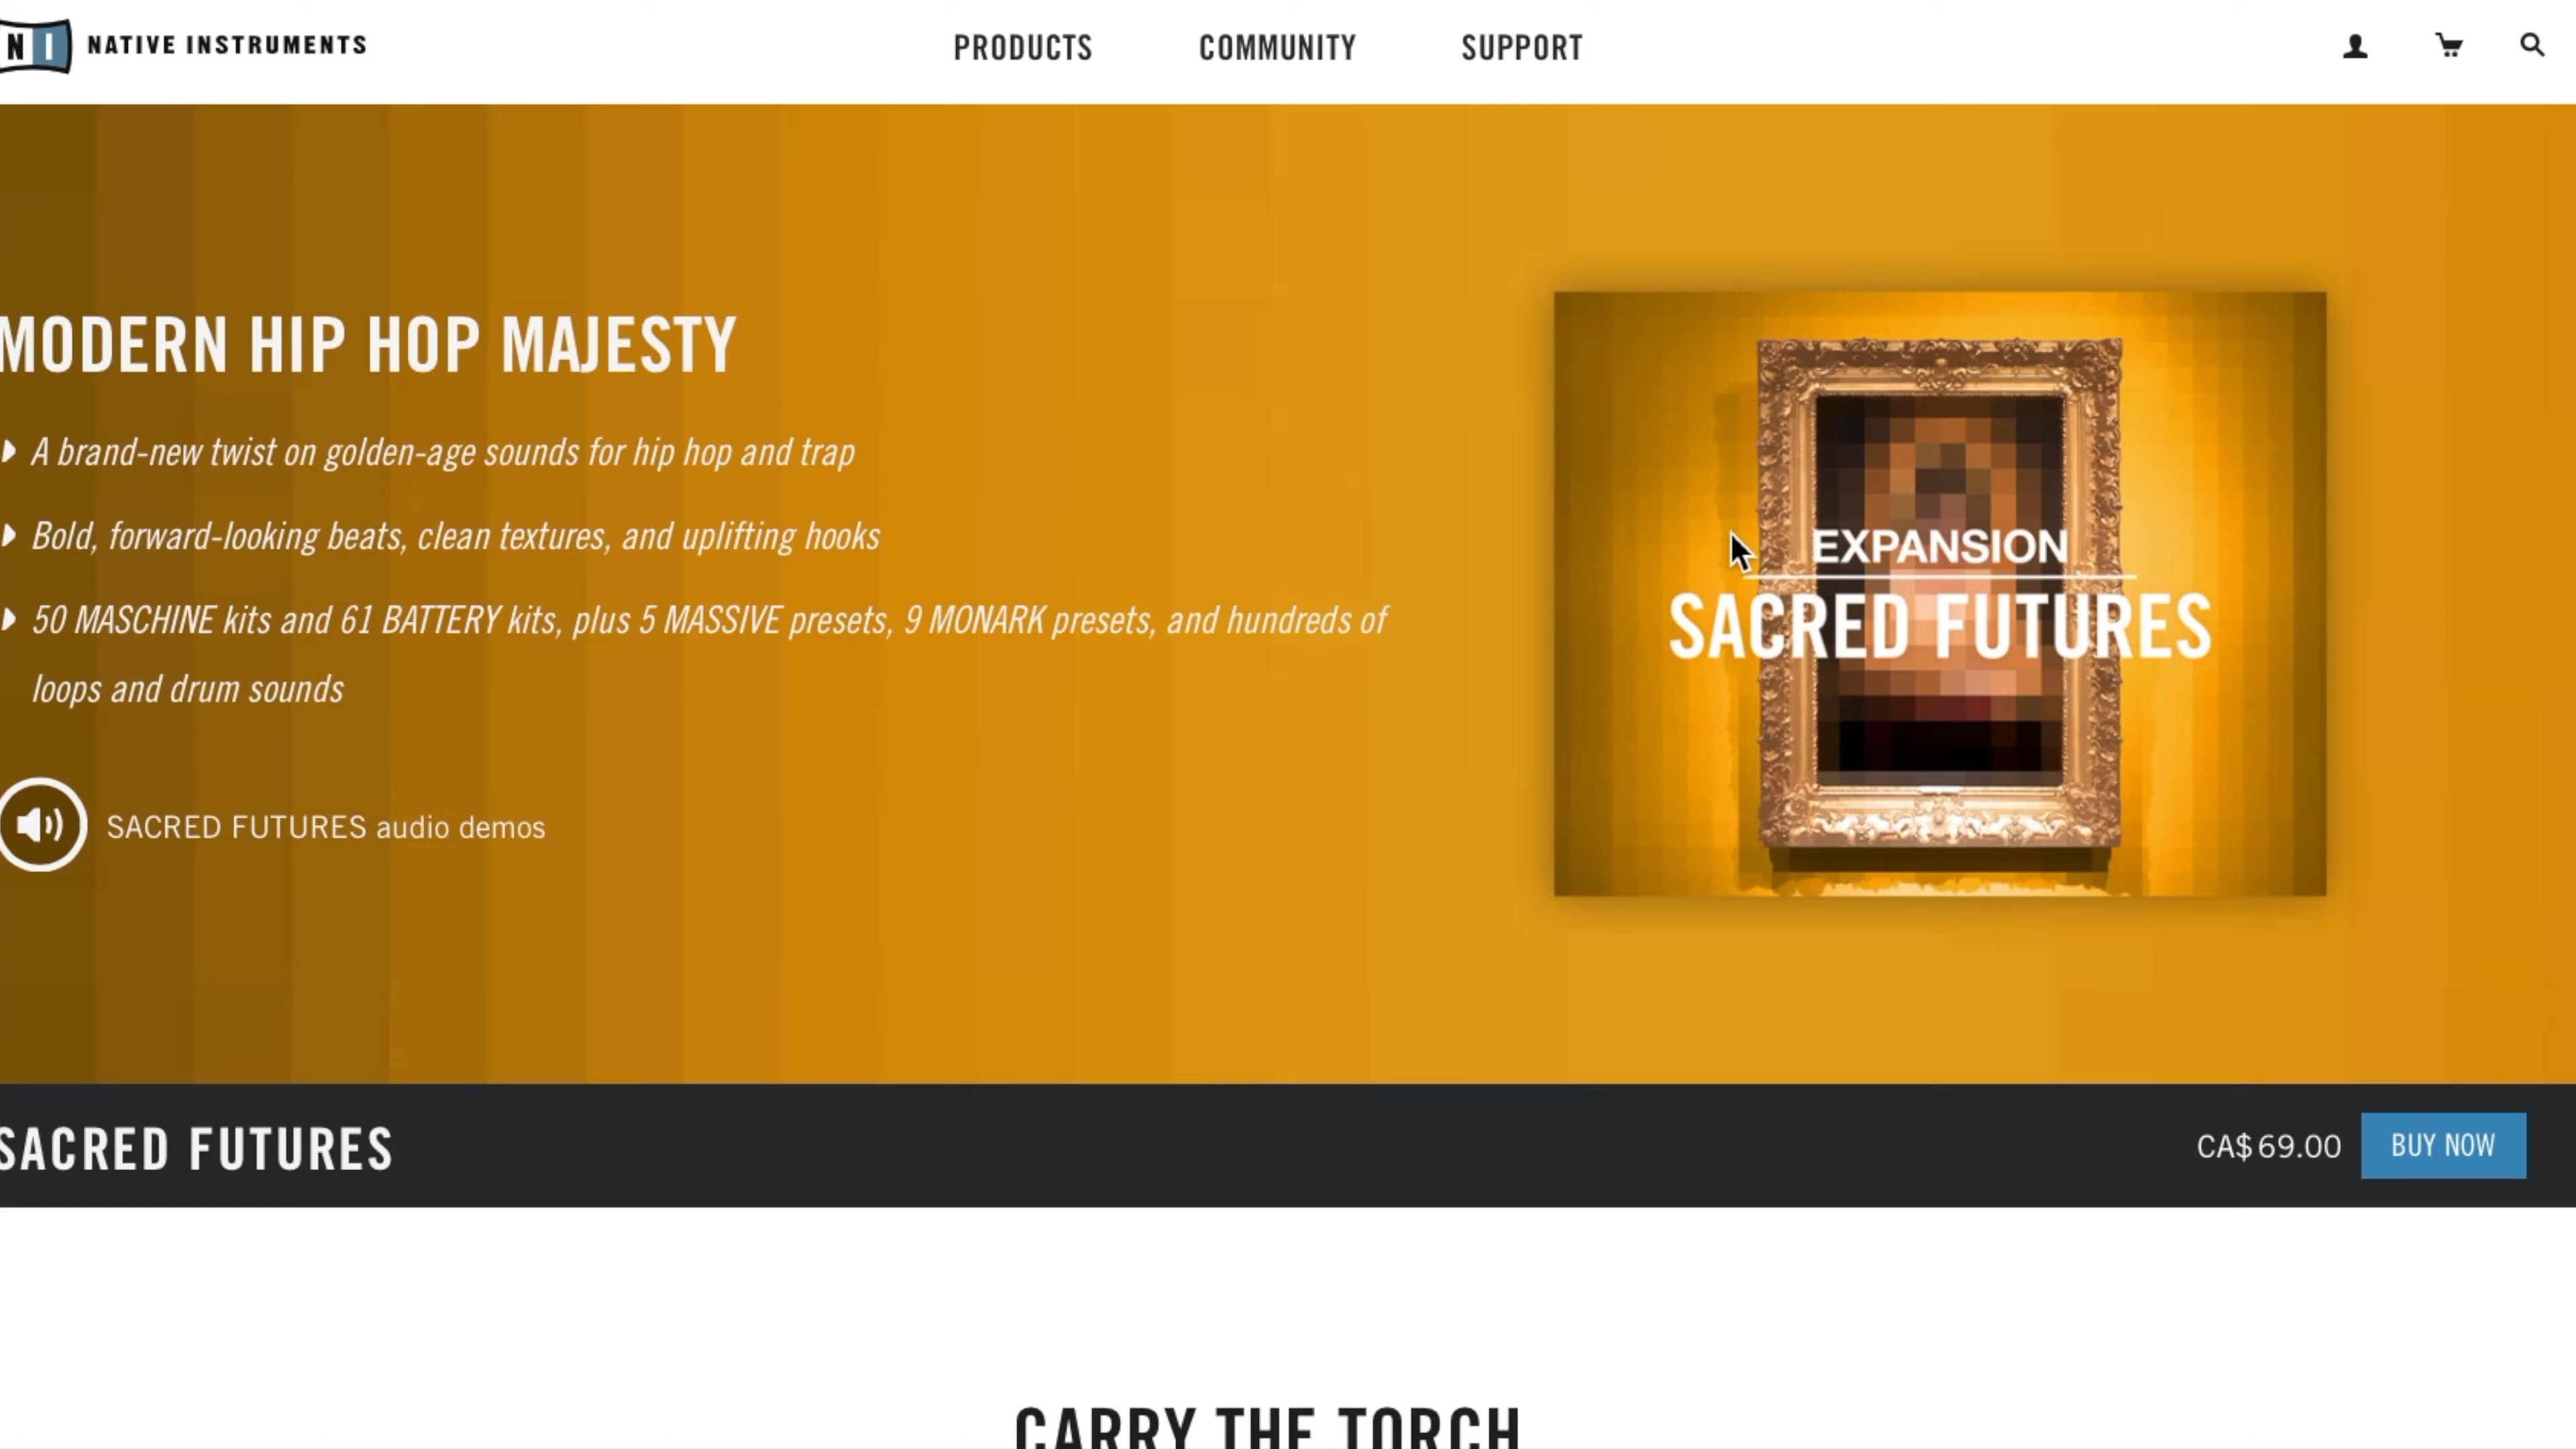 NI NATIVE INSTRUMENTS
PRODUCTS COMMUNITY SUPPORT
MODERN HIP HOP MAJESTY
A brand-new twist on golden-age sounds for hip hop and trap
Bold, forward-looking beats, clean textures, and uplifting hooks
50 MASCHINE kits and 61 BATTERY kits, plus 5 MASSIVE presets, 9 MONARK presets, and hundreds of
loops and drum sounds
SACRED FUTURES audio demos
EXPANSION
SACRED FUTURES
SACRED FUTURES
CA$ 69.00 BUY NOW
CARRY THE TORCH